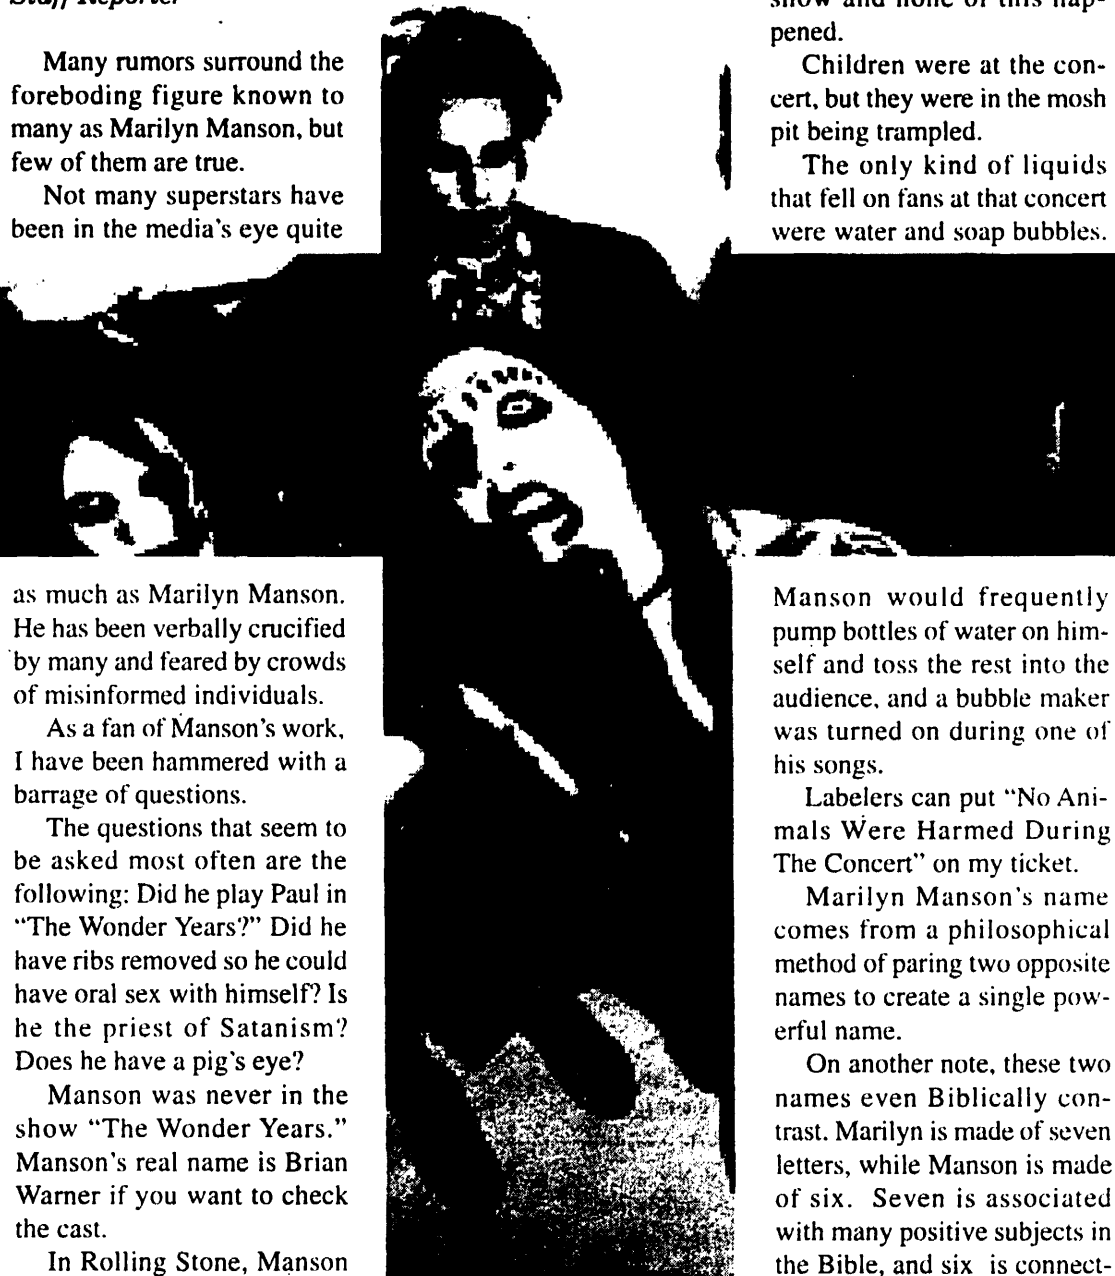 Staff Reporter
Many rumors surround the
foreboding figure known to
many as Marilyn Manson, but
few of them are true.
Not many superstars have
been in the media's eye quite
as much as Marilyn Manson.
He has been verbally crucified
by many and feared by crowds
of misinformed individuals.
As a fan of Manson's work,
I have been hammered with a
barrage of questions.
The questions that seem to
be asked most often are the
following: Did he play Paul in
“The Wonder Years?” Did he
have ribs removed so he could
have oral sex with himself? Is
he the priest of Satanism?
Does he have a pig's eye?
Manson was never in the
show “The Wonder Years.”
Manson's real name is Brian
Warner if you want to check
the cast.
In Rolling Stone, Manson
show and none of this hap-
pened.
Children were at the con-
cert, but they were in the mosh
pit being trampled.
The only kind of liquids
that fell on fans at that concert
were water and soap bubbles.
Manson would frequently
pump bottles of water on him-
self and toss the rest into the
audience, and a bubble maker
was turned on during one of
his songs.
Labelers can put “No Ani-
mals Were Harmed During
The Concert” on my ticket.
Marilyn Manson's name
comes from a philosophical
method of paring two opposite
names to create a single pow-
erful name.
On another note, these two
names even Biblically con-
trast. Marilyn is made of seven
letters, while Manson is made
of six. Seven is associated
with many positive subjects in
the Bible, and six is connect-